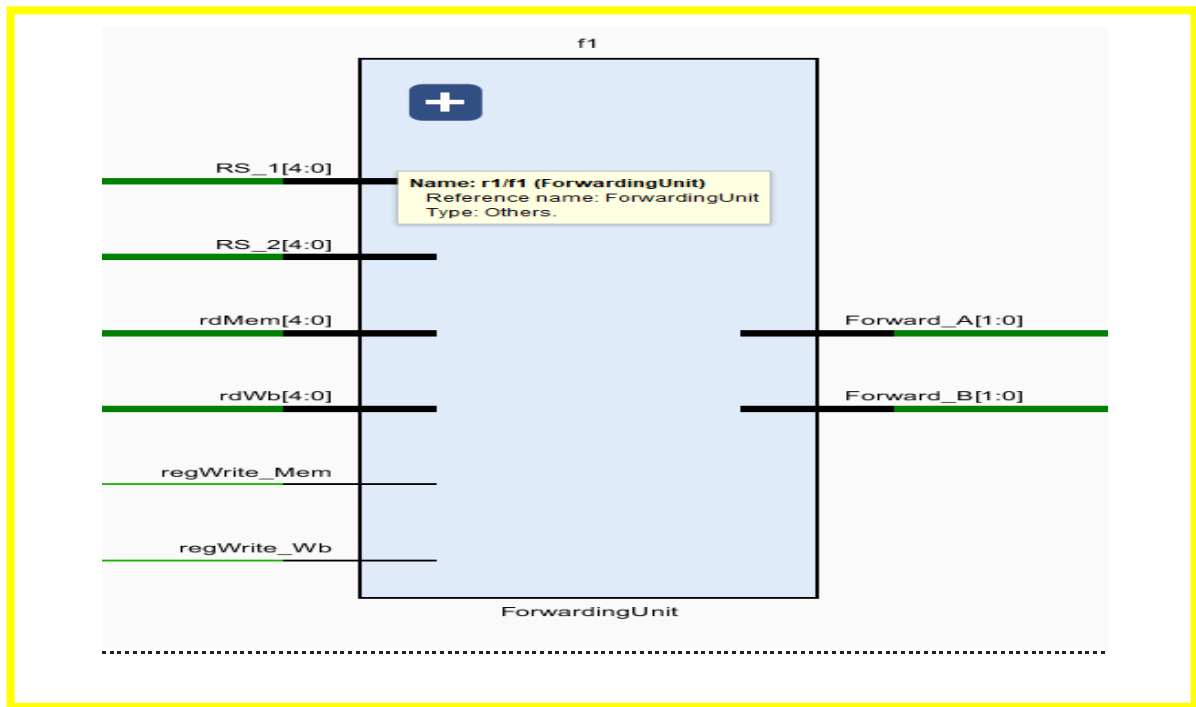 f1
RS_1[4:0]
Name: r1/f1 (ForwardingUnit)
Reference name: ForwardingUnit
Type: Others.
RS_2[4:0]
rdMem[4:0]
Forward_A[1:0]
rdWb[4:0]
Forward_B[1:0]
regWrite_Mem
regWrite_Wb
ForwardingUnit